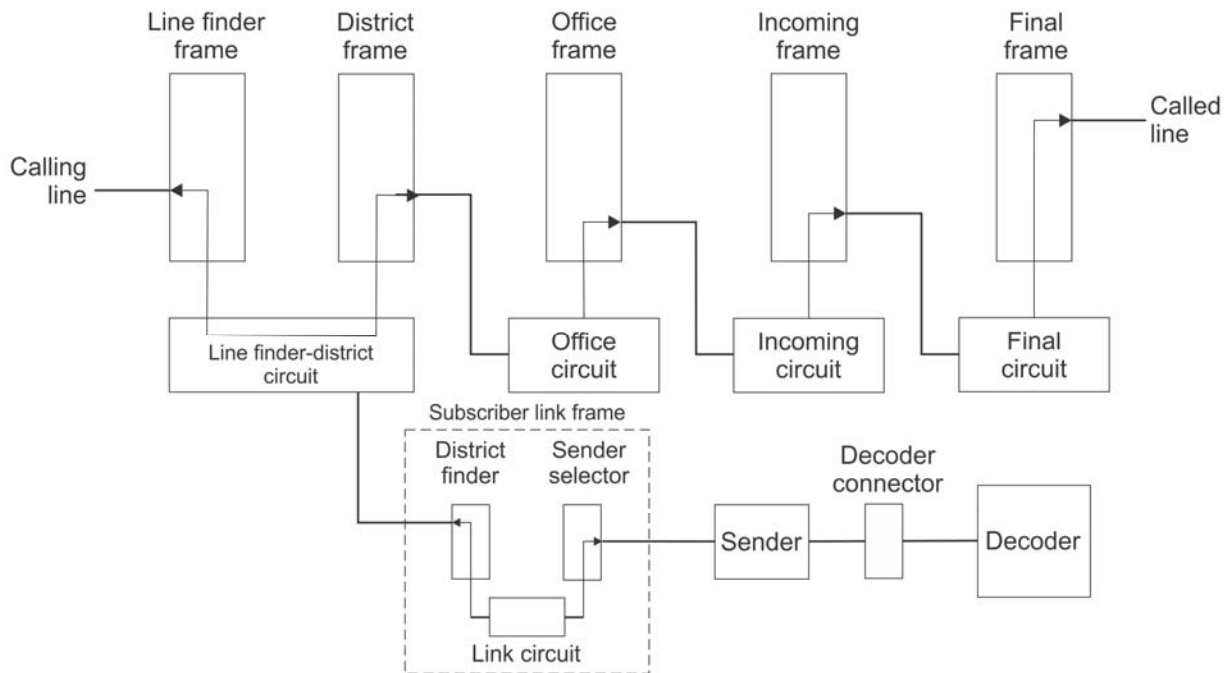 Line finder
frame
District
frame
Office
frame
Incoming
frame
Final
frame
Calling
line
Called
line
Line finder-district
circuit
Office
circuit
Incoming
circuit
Final
circuit
Subscriber link frame
District
finder
Sender
selector
Link circuit
Sender
Decoder
connector
Decoder